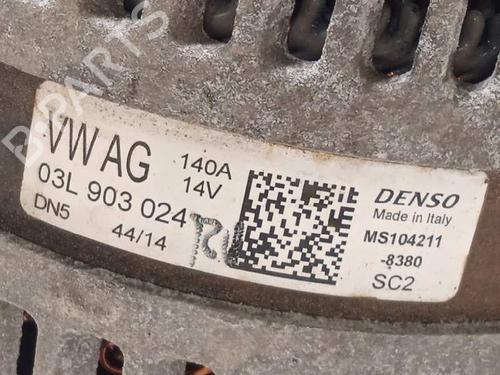 B-PARTS
VW AG
140A
14V
03L 903 024
DN5
44/14
DENSO
Made in Italy
MS104211
-8380
SC2